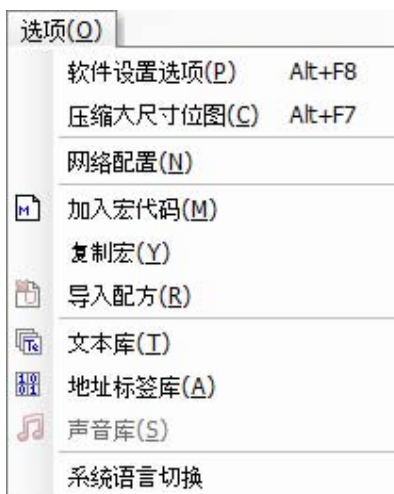 选项(O)
软件设置选项(P) Alt+F8
压缩大尺寸位图(C) Alt+F7
网络配置(N)
加入宏代码(M)
复制宏(Y)
导入配方(R)
文本库(T)
地址标签库(A)
声音库(S)
系统语言切换